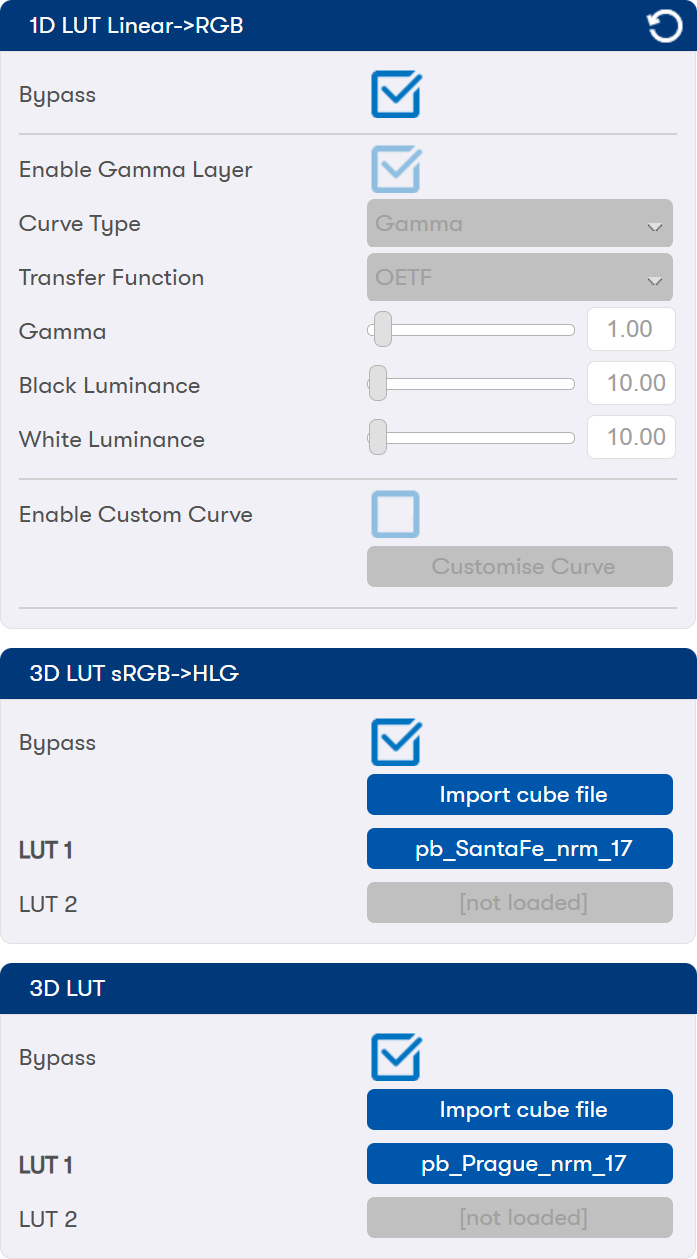 1D LUT Linear->RGB
Bypass
Enable Gamma Layer
Curve Type Gamma
Transfer Function OETF
Gamma 1.00
Black Luminance 10.00
White Luminance 10.00
Enable Custom Curve
Customise Curve
3D LUT sRGB->HLG
Bypass
Import cube file
LUT 1 pb_SantaFe_nrm_17
LUT 2 [not loaded]
3D LUT
Bypass
Import cube file
LUT 1 pb_Prague_nrm_17
LUT 2 [not loaded]